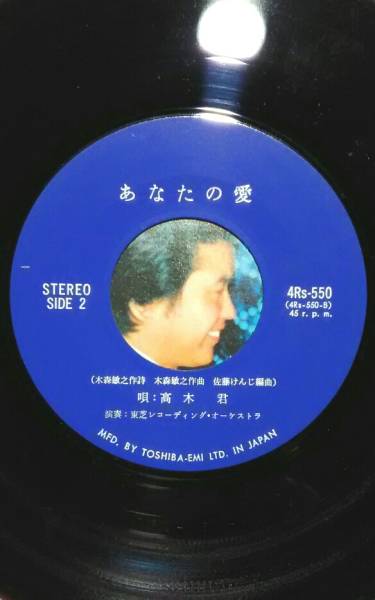 あなたの愛
STEREO
SIDE 2
4Rs-550
(4Rs-550-B)
45 r.p.m.
(木森敏之作詩 木森敏之作曲 佐藤けんじ編曲)
唄:高木 君
演奏:東芝レコーディング・オーケストラ
MFD. BY TOSHIBA-EMI LTD. IN JAPAN